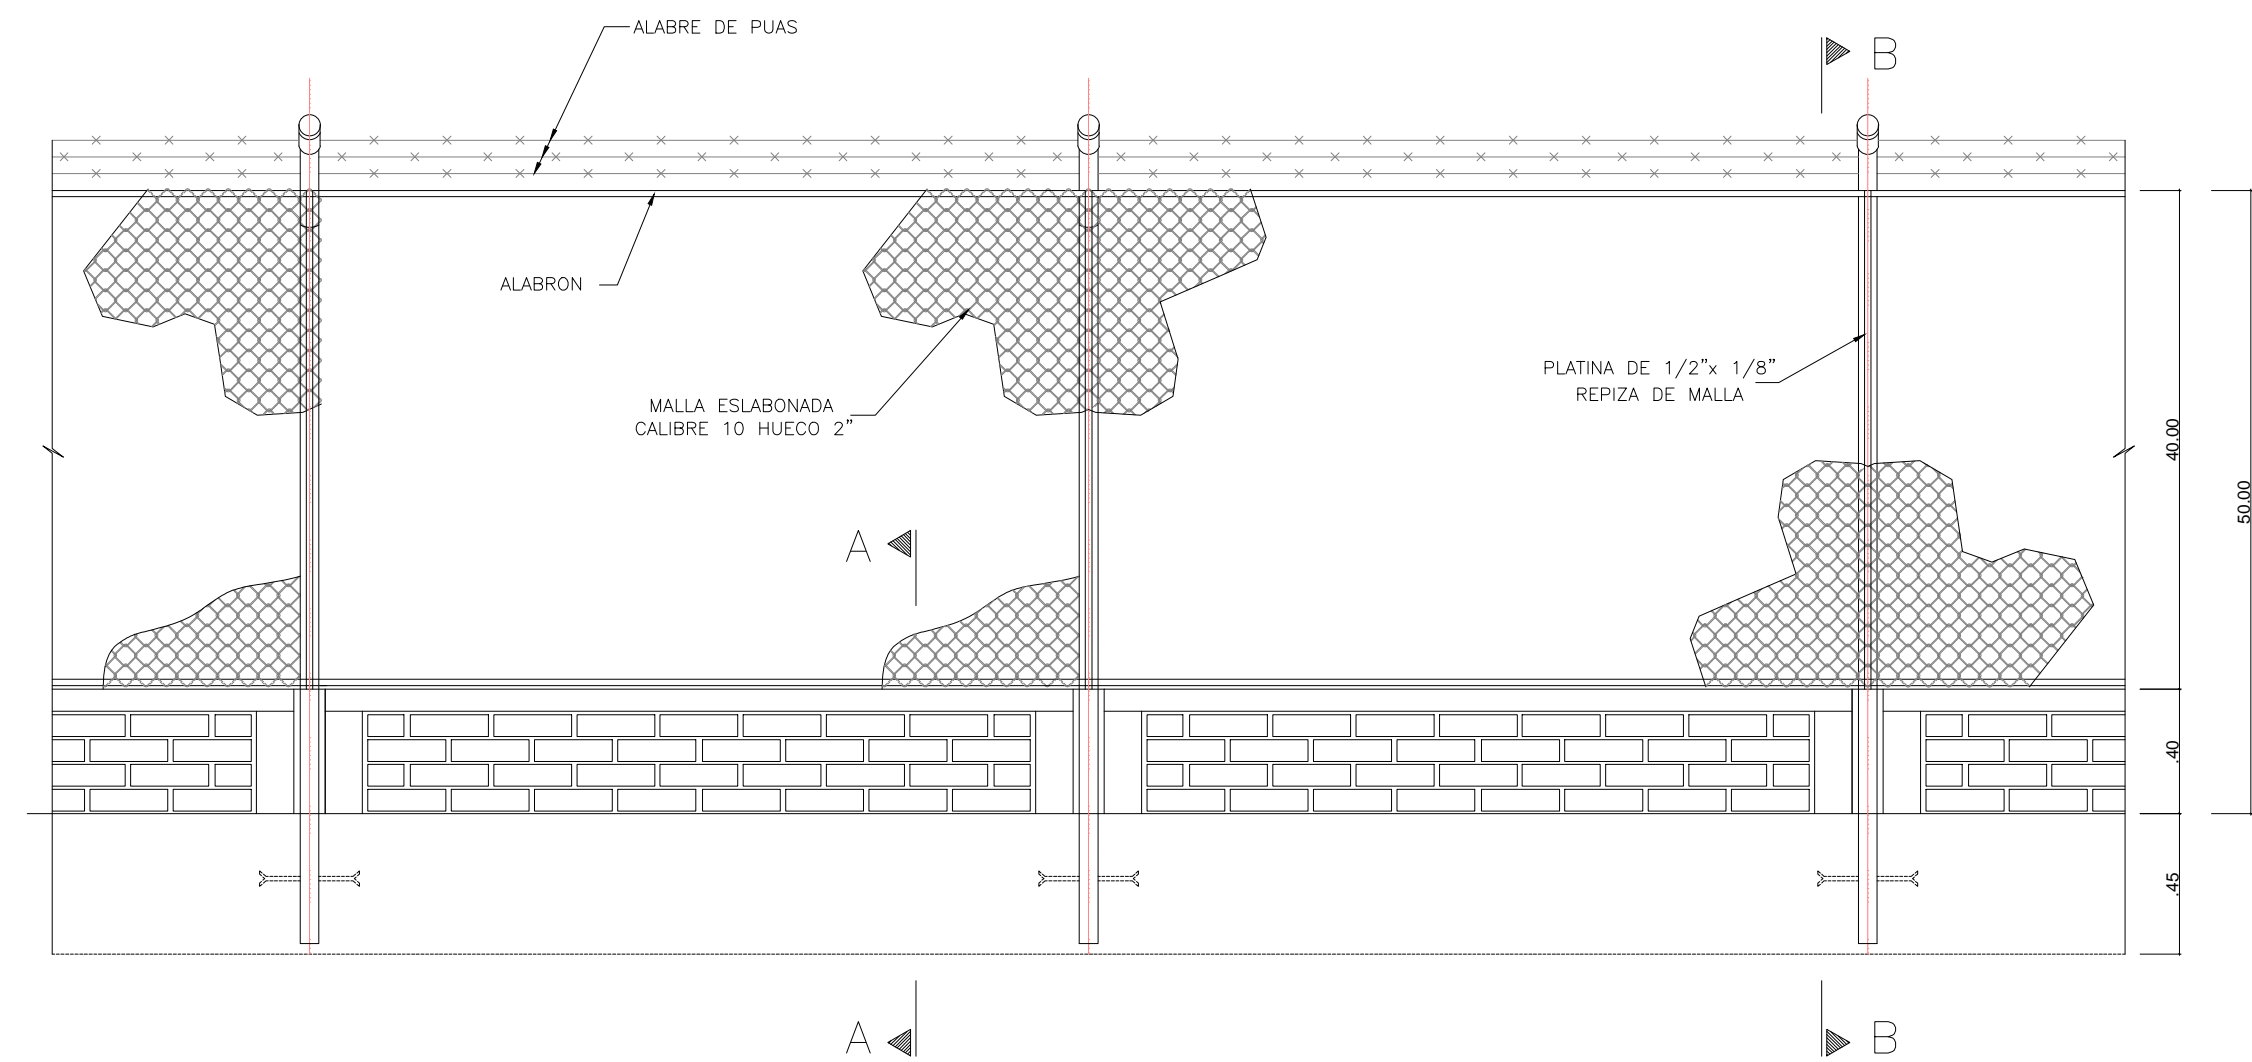 ALABRE DE PUAS
B
ALABRON
MALLA ESLABONADA
CALIBRE 10 HUECO 2”
PLATINA DE 1/2”x 1/8”
REPIZA DE MALLA
40.00
50.00
A
.40
.45
A
B